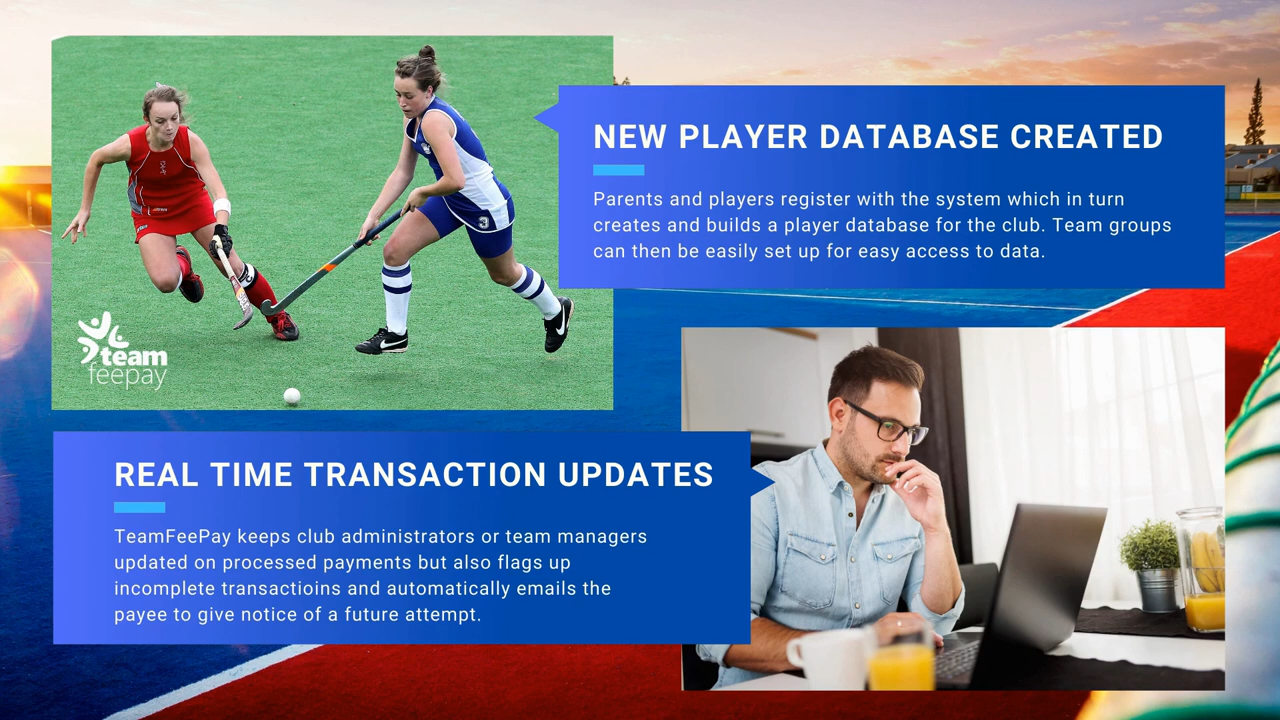 NEW PLAYER DATABASE CREATED
Parents and players register with the system which in turn
creates and builds a player database for the club. Team groups
can then be easily set up for easy access to data.
3
team
feepay
REAL TIME TRANSACTION UPDATES
TeamFeePay keeps club administrators or team managers
updated on processed payments but also flags up
incomplete transactioins and automatically emails the
payee to give notice of a future attempt.